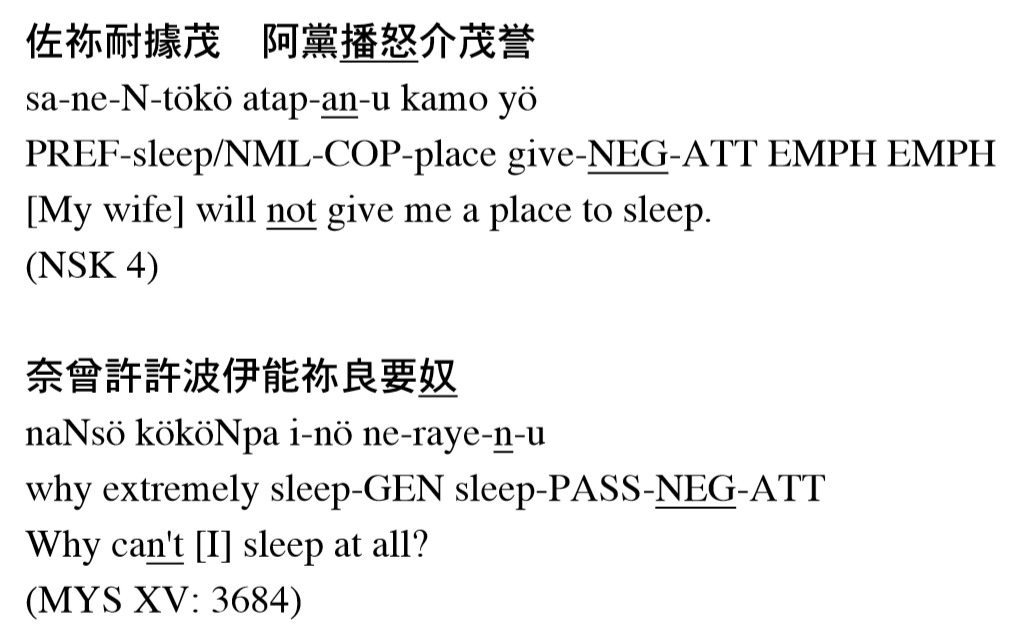 佐祢耐據茂　阿黨播怒介茂誉
sa-ne-N-tökö atap-an-u kamo yö
PREF-sleep/NML-COP-place give-NEG-ATT EMPH EMPH
[My wife] will not give me a place to sleep.
(NSK 4)
奈曾許許波伊能祢良要奴
naNsö kököNpa i-nö ne-raye-n-u
why extremely sleep-GEN sleep-PASS-NEG-ATT
Why can't [I] sleep at all?
(MYS XV: 3684)